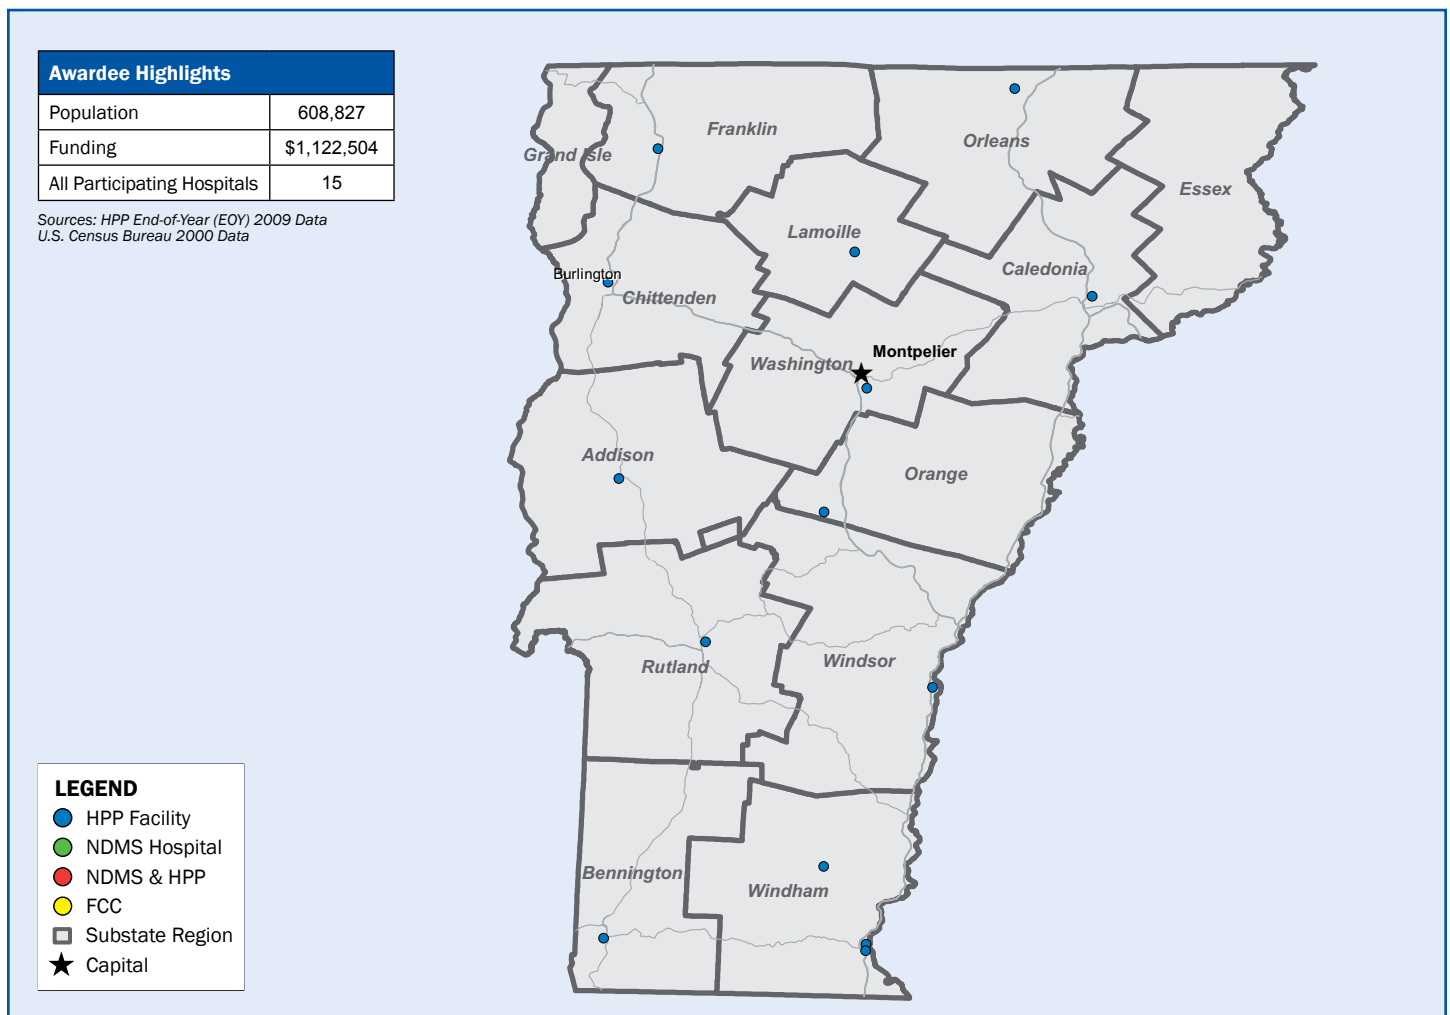 Awardee Highlights
Population 608,827
Funding $1,122,504
All Participating Hospitals 15
Sources: HPP End-of-Year (EOY) 2009 Data
U.S. Census Bureau 2000 Data
Franklin
Orleans
Grand Isle
Essex
Lamoille
Caledonia
Burlington
Chittenden
Montpelier
Washington
Addison
Orange
Rutland
Windsor
Bennington
Windham
LEGEND
HPP Facility
NDMS Hospital
NDMS & HPP
FCC
Substate Region
Capital